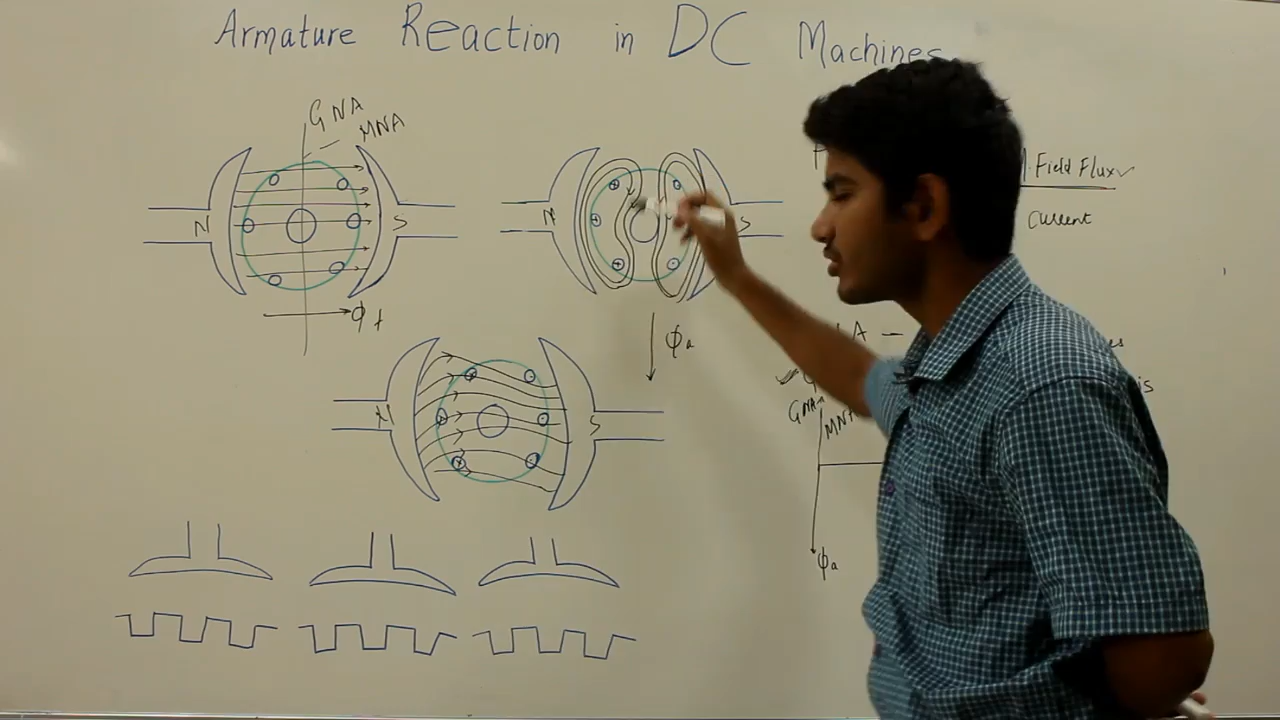 Armature Reaction in DC Machines
GNA
MNA
Field Flux
Current
N
S
N
S
ϕf
ϕa
N
S
GNA
MNA
ϕa